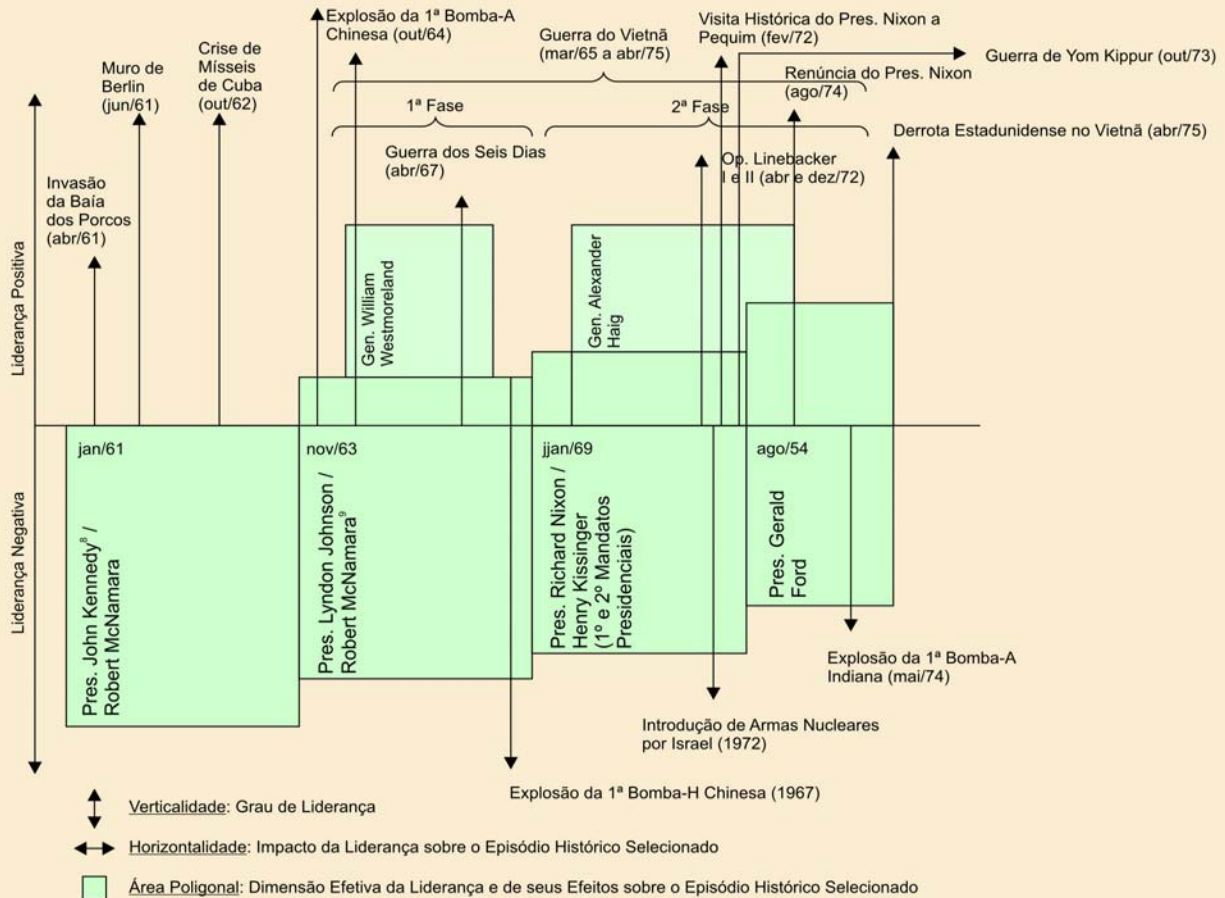 Explosão da 1ª Bomba-A
Chinesa (out/64)
Visita Histórica do Pres. Nixon a
Pequim (fev/72)
Guerra do Vietnã
(mar/65 a abr/75)
Guerra de Yom Kippur (out/73)
Crise de
Mísseis
de Cuba
(out/62)
Muro de
Berlin
(jun/61)
Renúncia do Pres. Nixon
(ago/74)
1ª Fase
2ª Fase
Derrota Estadunidense no Vietnã (abr/75)
Guerra dos Seis Dias
(abr/67)
Op. Linebacker
I e II (abr e dez/72)
Invasão
da Baía
dos Porcos
(abr/61)
Liderança Positiva
Gen. William
Westmoreland
Gen. Alexander
Haig
jan/61
nov/63
jjan/69
ago/54
Liderança Negativa
Pres. John Kennedy⁸ /
Robert McNamara
Pres. Lyndon Johnson /
Robert McNamara⁹
Pres. Richard Nixon /
Henry Kissinger
(1º e 2º Mandatos
Presidenciais)
Pres. Gerald
Ford
Explosão da 1ª Bomba-A
Indiana (mai/74)
Introdução de Armas Nucleares
por Israel (1972)
Explosão da 1ª Bomba-H Chinesa (1967)
Verticalidade: Grau de Liderança
Horizontalidade: Impacto da Liderança sobre o Episódio Histórico Selecionado
Área Poligonal: Dimensão Efetiva da Liderança e de seus Efeitos sobre o Episódio Histórico Selecionado